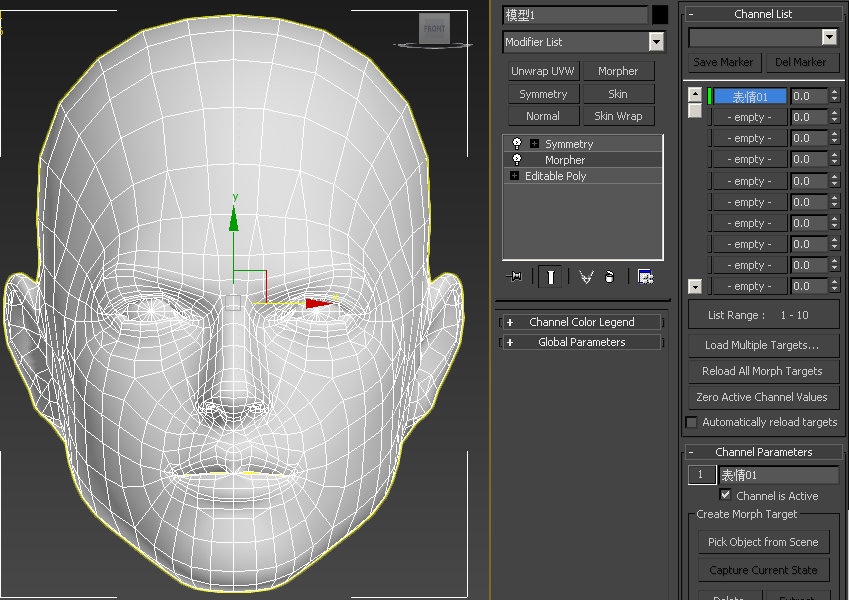 FRONT
y
模型1
Modifier List
Unwrap UVW
Morpher
Symmetry
Skin
Normal
Skin Wrap
Symmetry
Morpher
Editable Poly
+ Channel Color Legend
+ Global Parameters
- Channel List
Save Marker
Del Marker
表情01 0.0
- empty - 0.0
- empty - 0.0
- empty - 0.0
- empty - 0.0
- empty - 0.0
- empty - 0.0
- empty - 0.0
- empty - 0.0
- empty - 0.0
List Range : 1 - 10
Load Multiple Targets...
Reload All Morph Targets
Zero Active Channel Values
Automatically reload targets
- Channel Parameters
1 表情01
Channel is Active
Create Morph Target
Pick Object from Scene
Capture Current State
Delete
Extract